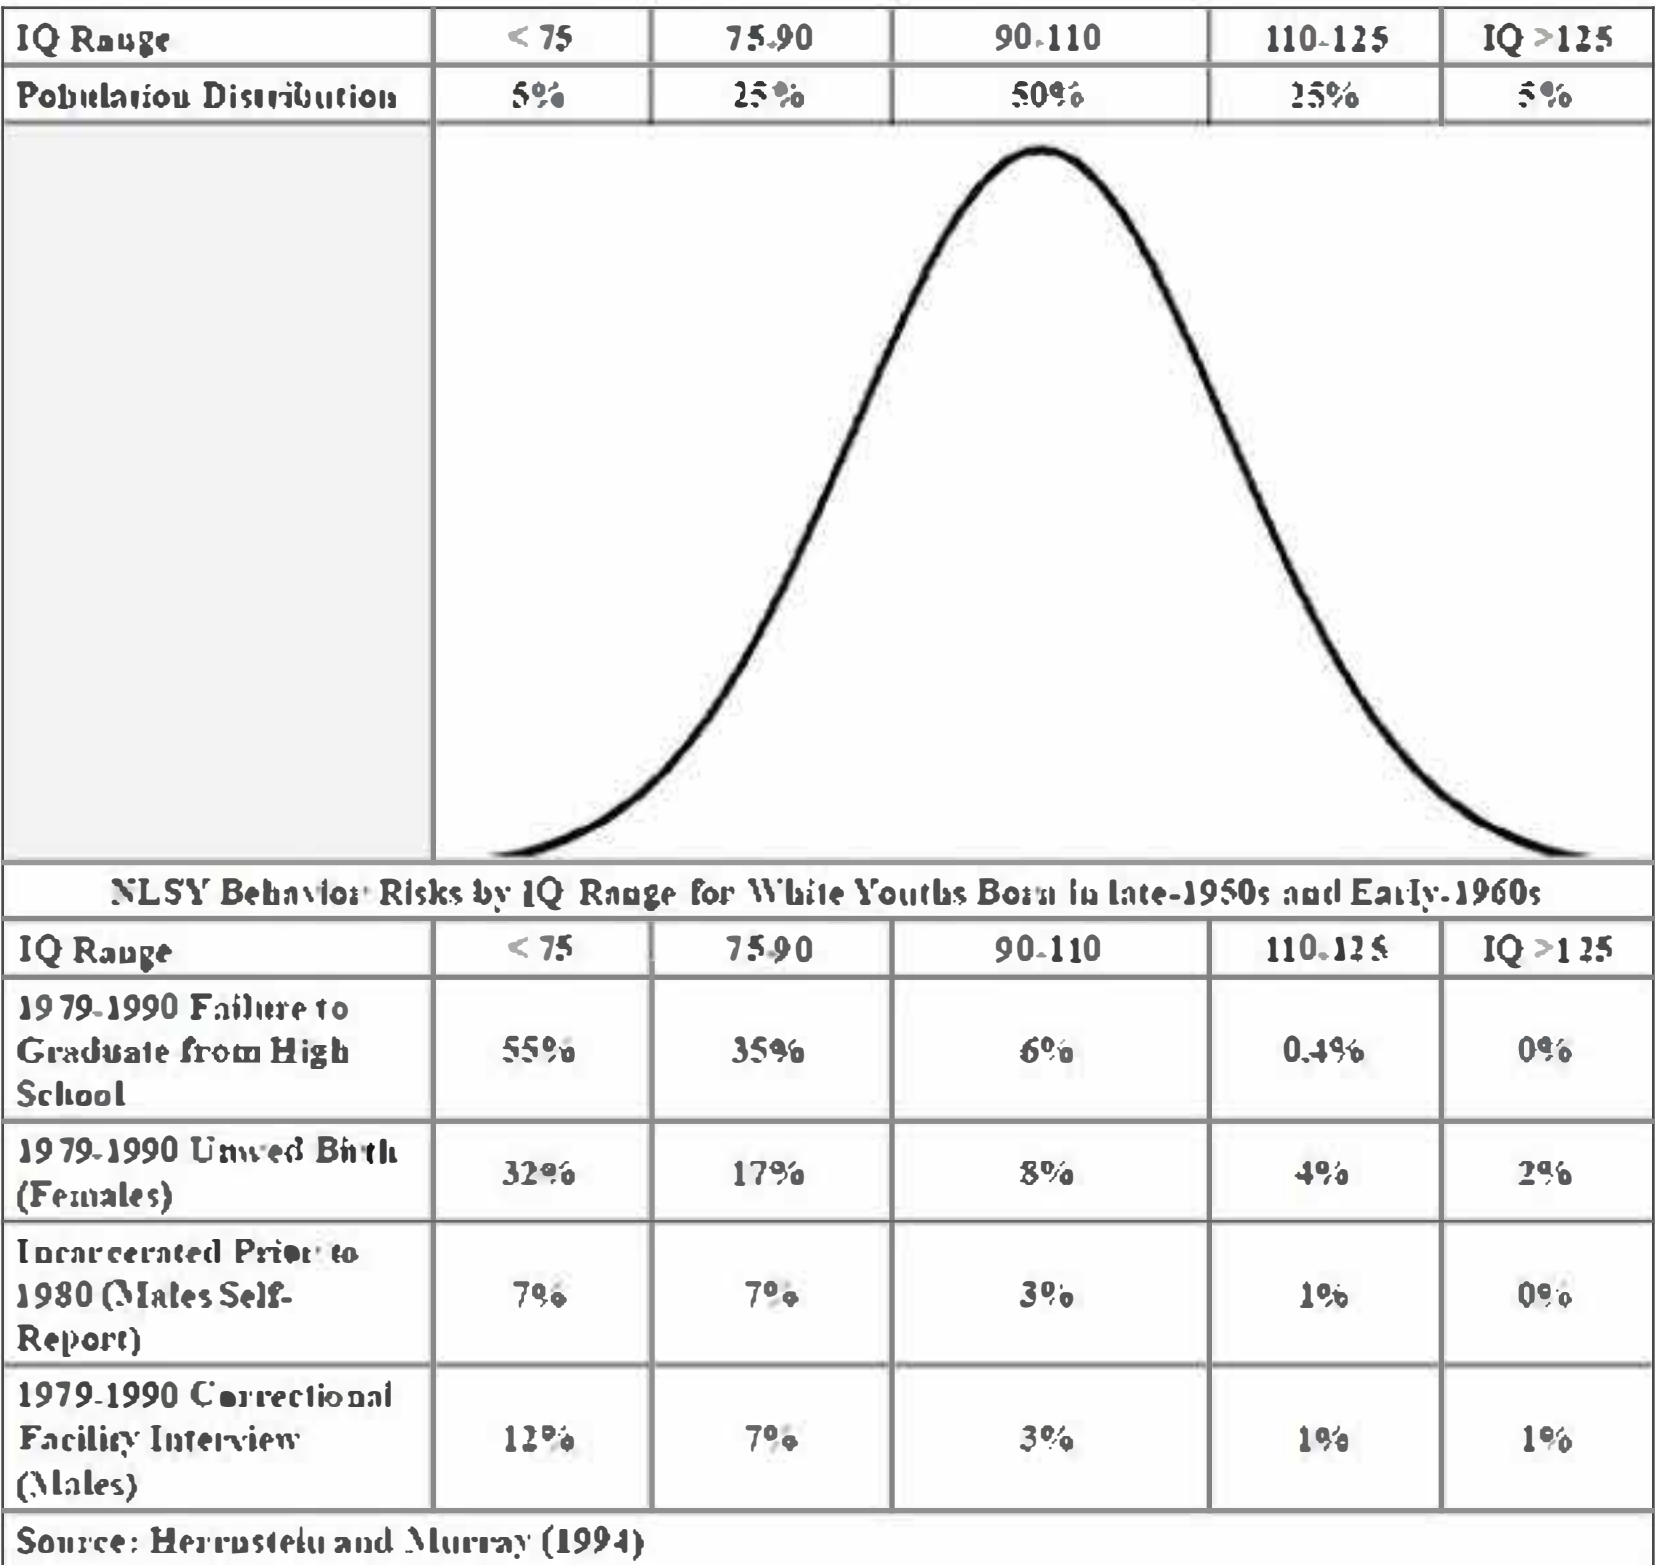 IQ Range < 75 75-90 90-110 110-125 IQ >125
Population Distribution 5% 25% 50% 25% 5%
NLSY Behavior Risks by IQ Range for White Youths Born in late-1950s and Early-1960s
IQ Range < 75 75-90 90-110 110-125 IQ >125
1979-1990 Failure to
Graduate from High 55% 35% 6% 0.4% 0%
School
1979-1990 Unwed Birth
(Females) 32% 17% 8% 4% 2%
Incarcerated Prior to
1980 (Males Self- 7% 7% 3% 1% 0%
Report)
1979-1990 Correctional
Facility Interview 12% 7% 3% 1% 1%
(Males)
Source: Herrnstein and Murray (1994)